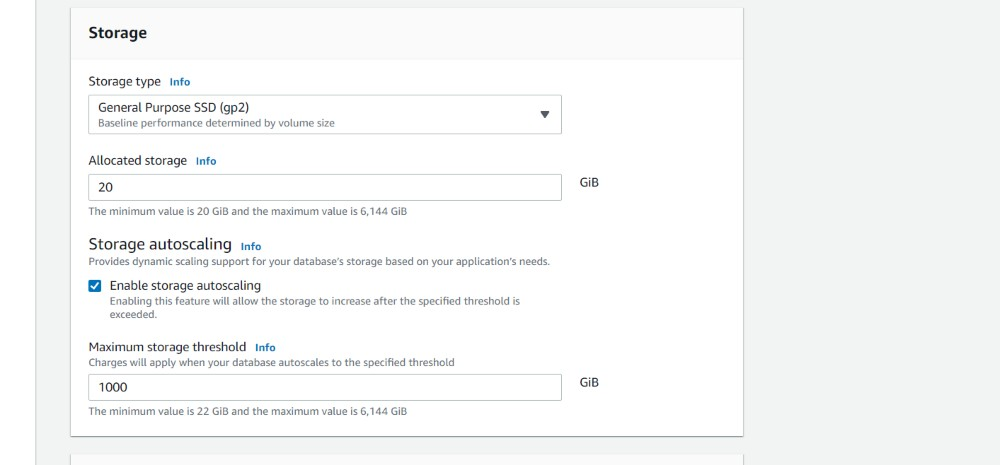 Storage
Storage type Info
General Purpose SSD (gp2)
Baseline performance determined by volume size
Allocated storage Info
20
GiB
The minimum value is 20 GiB and the maximum value is 6,144 GiB
Storage autoscaling Info
Provides dynamic scaling support for your database's storage based on your application's needs.
Enable storage autoscaling
Enabling this feature will allow the storage to increase after the specified threshold is
exceeded.
Maximum storage threshold Info
Charges will apply when your database autoscales to the specified threshold
1000
GiB
The minimum value is 22 GiB and the maximum value is 6,144 GiB